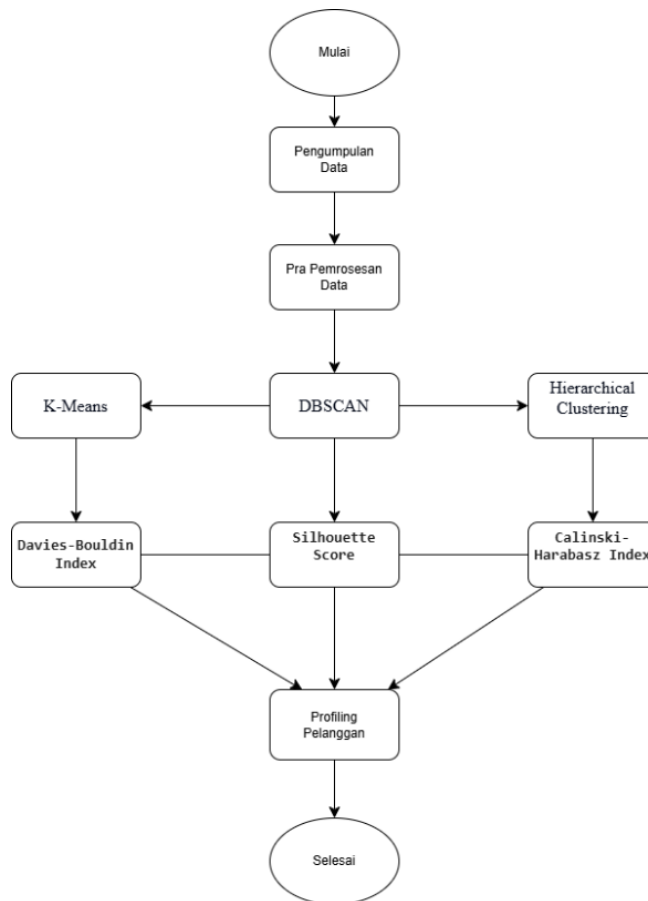 Mulai
Pengumpulan
Data
Pra Pemrosesan
Data
K-Means
DBSCAN
Hierarchical
Clustering
Davies-Bouldin
Index
Silhouette
Score
Calinski-
Harabasz Index
Profiling
Pelanggan
Selesai